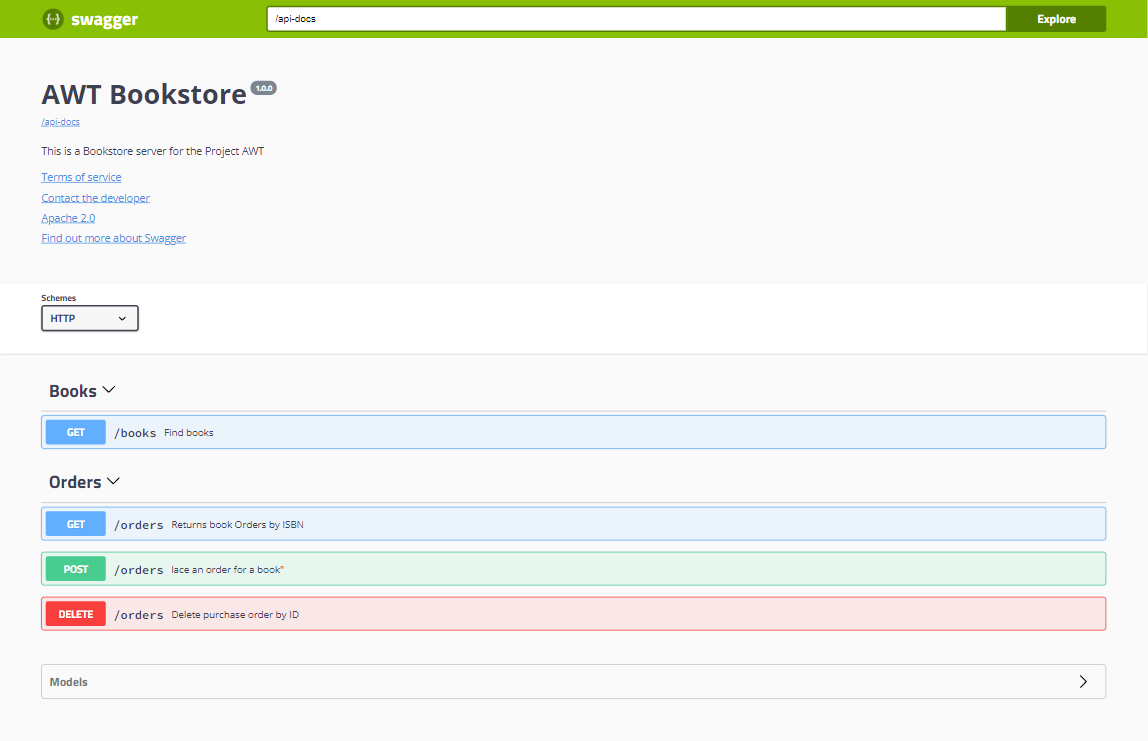 swagger
/api-docs
Explore
AWT Bookstore 1.0.0
/api-docs
This is a Bookstore server for the Project AWT
Terms of service
Contact the developer
Apache 2.0
Find out more about Swagger
Schemes
HTTP
Books
GET /books Find books
Orders
GET /orders Returns book Orders by ISBN
POST /orders lace an order for a book"
DELETE /orders Delete purchase order by ID
Models